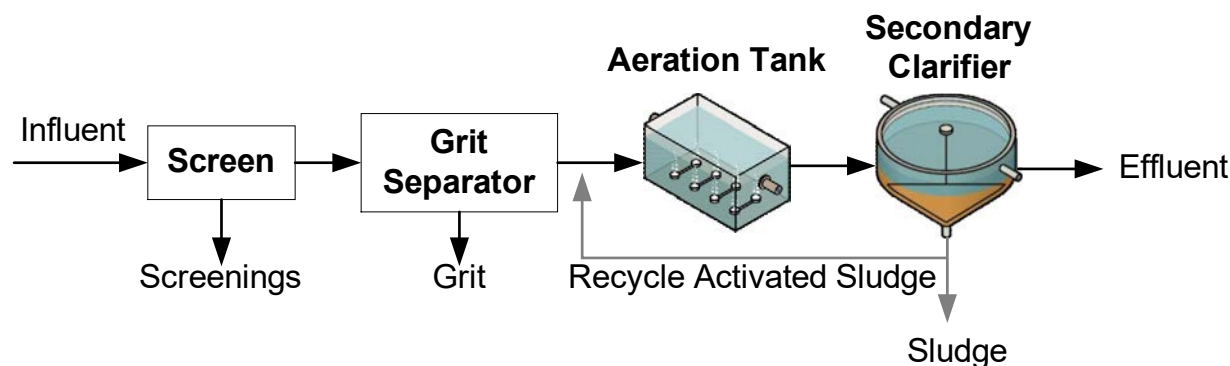 Secondary
Clarifier
Aeration Tank
Influent
Screen
Grit
Separator
Effluent
Screenings
Grit
Recycle Activated Sludge
Sludge